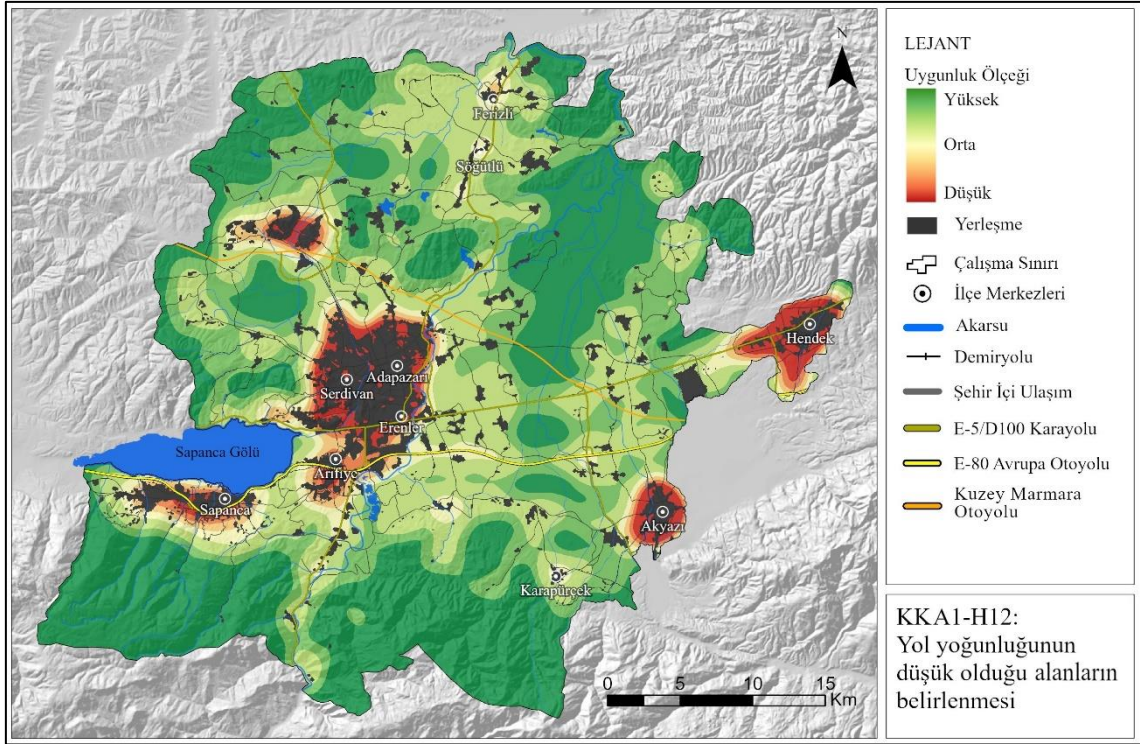 N
Ferizli
Söğütlü
Hendek
Adapazarı
Serdivan
Erenler
Sapanca Gölü
Arifiye
Sapanca
Akyazı
Karapürçek
0 5 10 15
Km
LEJANT
Uygunluk Ölçeği
Yüksek
Orta
Düşük
Yerleşme
Çalışma Sınırı
İlçe Merkezleri
Akarsu
Demiryolu
Şehir İçi Ulaşım
E-5/D100 Karayolu
E-80 Avrupa Otoyolu
Kuzey Marmara
Otoyolu
KKA1-H12:
Yol yoğunluğunun
düşük olduğu alanların
belirlenmesi